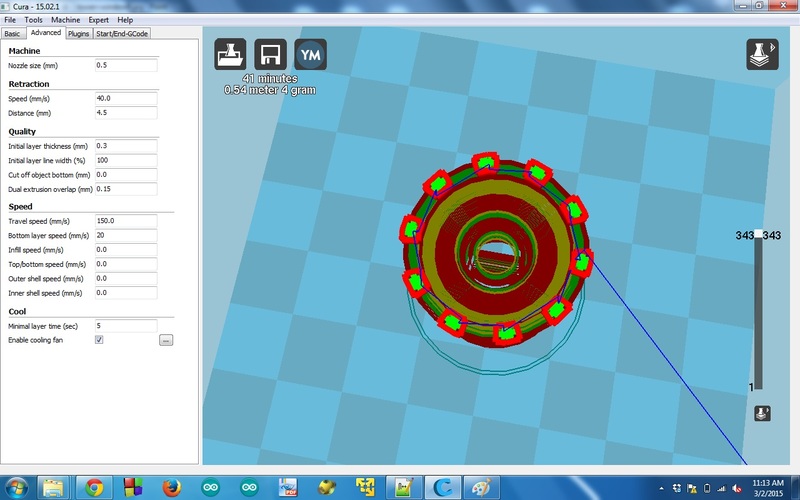 Cura - 15.02.1
File Tools Machine Expert Help
Basic Advanced Plugins Start/End-GCode
Machine
Nozzle size (mm) 0.5
Retraction
Speed (mm/s) 40.0
Distance (mm) 4.5
Quality
Initial layer thickness (mm) 0.3
Initial layer line width (%) 100
Cut off object bottom (mm) 0.0
Dual extrusion overlap (mm) 0.15
Speed
Travel speed (mm/s) 150.0
Bottom layer speed (mm/s) 20
Infill speed (mm/s) 0.0
Top/bottom speed (mm/s) 0.0
Outer shell speed (mm/s) 0.0
Inner shell speed (mm/s) 0.0
Cool
Minimal layer time (sec) 5
Enable cooling fan
...
YM
41 minutes
0.54 meter 4 gram
343 343
1
PDF
11:13 AM
3/2/2015